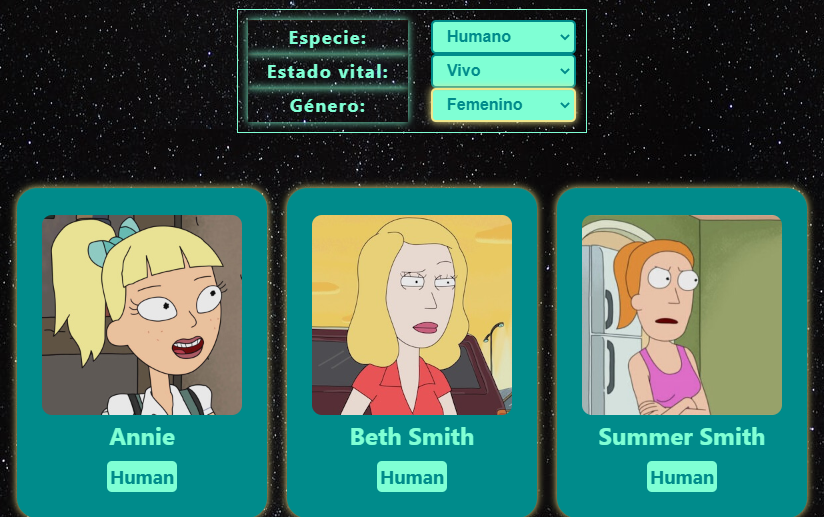 Especie: Humano
Estado vital: Vivo
Género: Femenino
Annie
Beth Smith
Summer Smith
Human
Human
Human